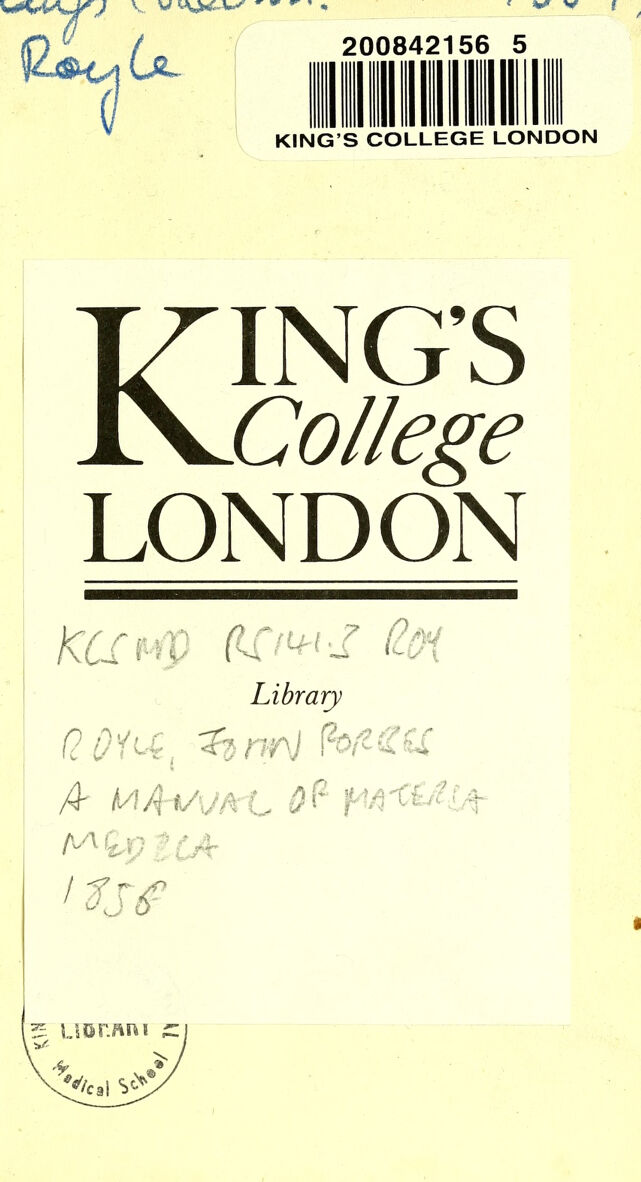 Royle
200842156 5
KING'S COLLEGE LONDON
KING'S
College
LONDON
KCSMD RS141.3 ROY
Library
ROYLE, JOHN FORBES
A MANUAL OF MATERIA
MEDICA
1856
KIN
LIBRARY
Medical School